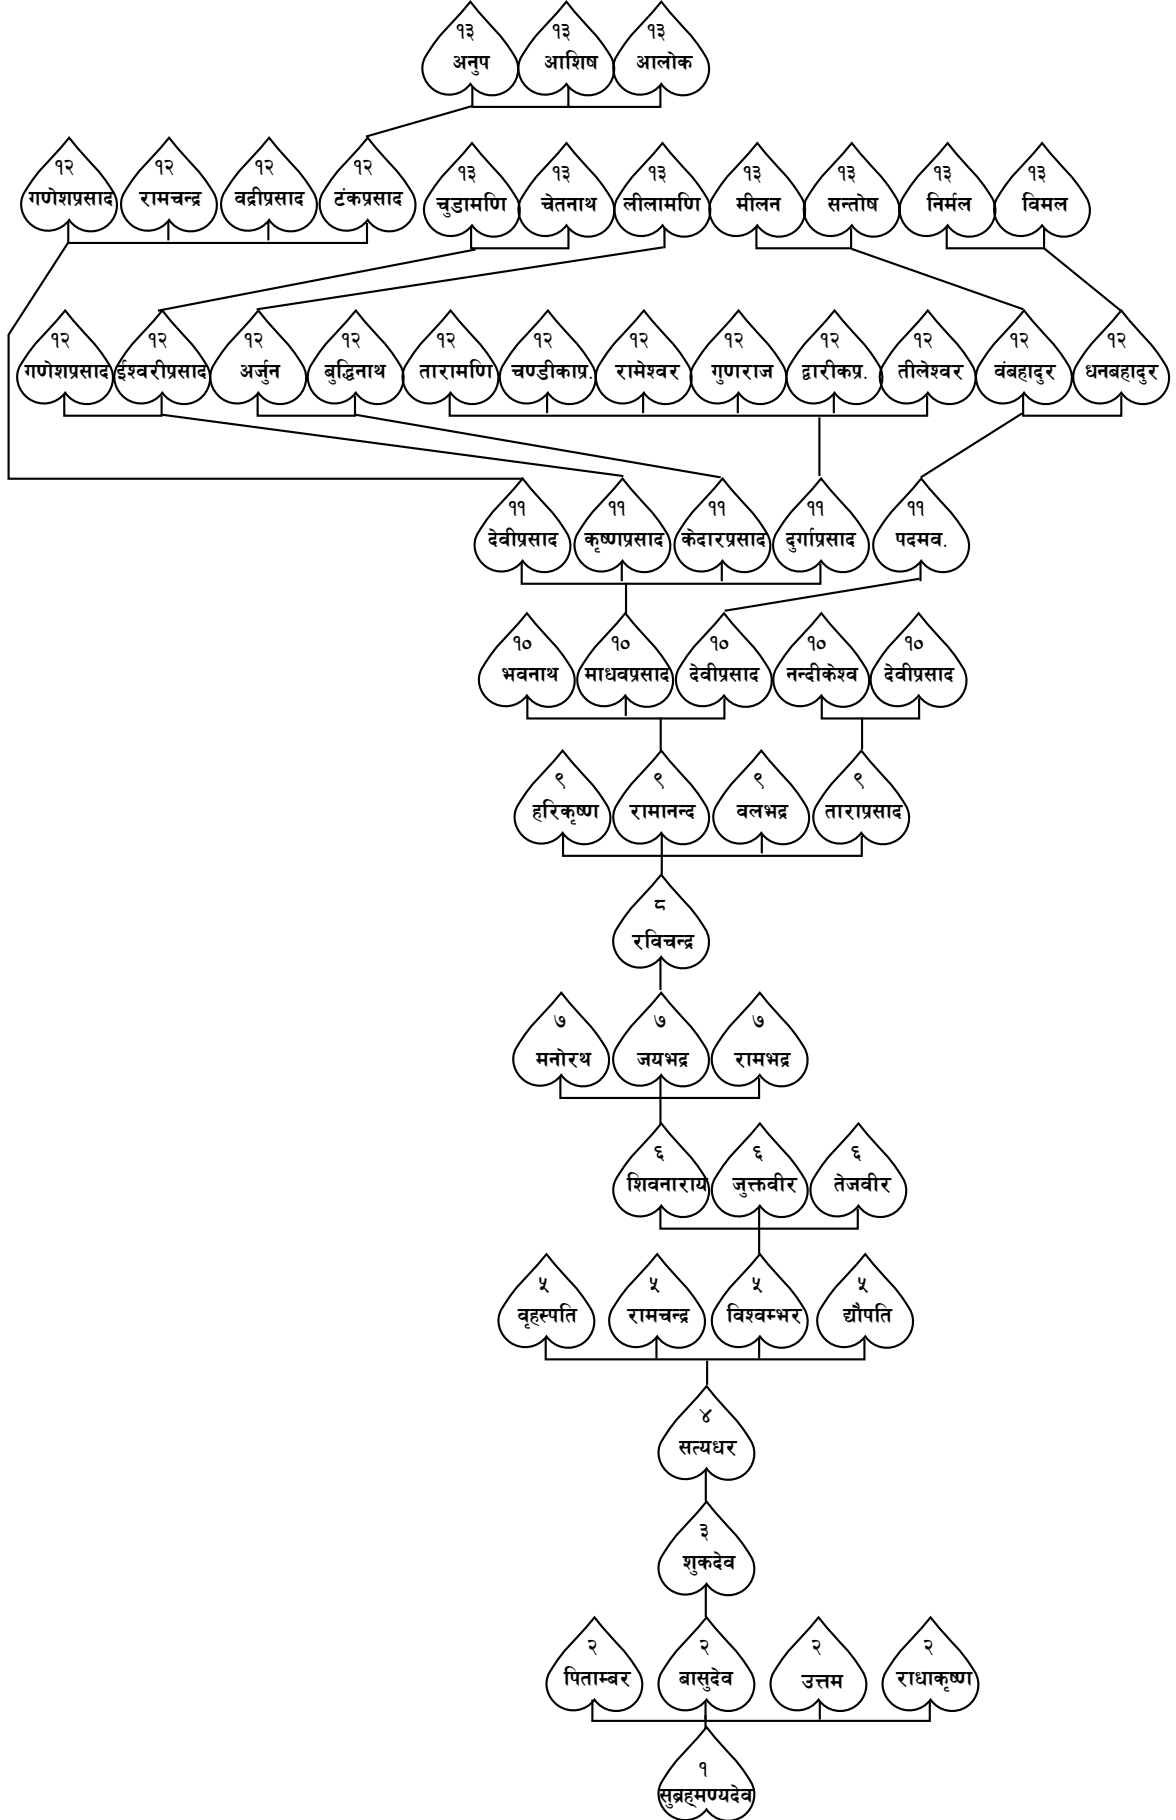 १३ १३ १३
अनुप आशिष आलोक
१२ १२ १२ १२ १३ १३ १३ १३ १३ १३ १३
गणेशप्रसाद रामचन्द्र वद्रीप्रसाद टंकप्रसाद चुडामणि चेतनाथ लीलामणि मीलन सन्तोष निर्मल बिमल
१२ १२ १२ १२ १२ १२ १२ १२ १२ १२ १२ १२
गणेशप्रसाद ईश्वरीप्रसाद अर्जुन बुद्धिनाथ तारामणि चण्डीकाप्र. रामेश्वर गुणराज द्वारीकप्र. तीलेश्वर वंबहादुर धनबहादुर
११ ११ ११ ११ ११
देवीप्रसाद कृष्णप्रसाद केदारप्रसाद दुर्गाप्रसाद पदमव.
१० १० १० १० १०
भवनाथ माधवप्रसाद देवीप्रसाद नन्दीकेश्व देवीप्रसाद
९ ९ ९ ९
हरिकृष्ण रामानन्द वलभद्र ताराप्रसाद
८
रविचन्द्र
७ ७ ७
मनोरथ जयभद्र रामभद्र
६ ६ ६
शिवनाराय जुक्तवीर तेजवीर
५ ५ ५ ५
वृहस्पति रामचन्द्र विश्वम्भर द्यौपति
४
सत्यधर
३
शुकदेव
२ २ २ २
पिताम्बर बासुदेव उत्तम राधाकृष्ण
१
सुब्रह्मण्यदेव